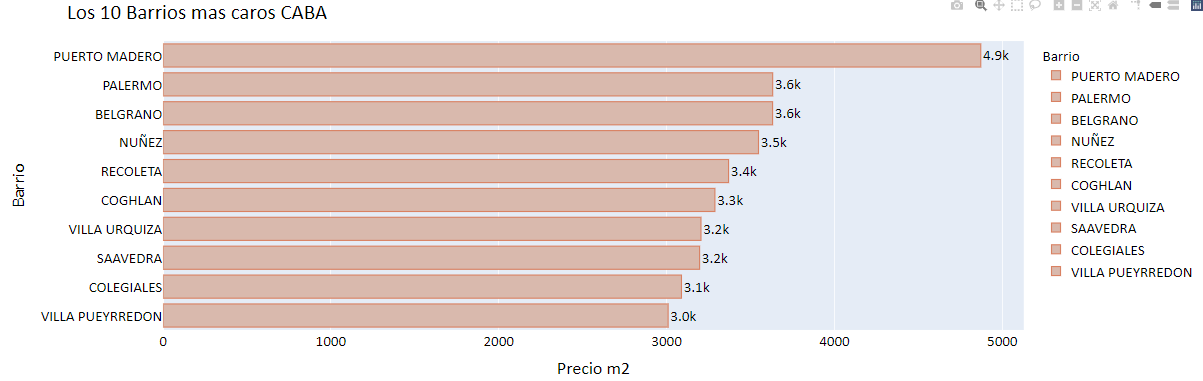 Los 10 Barrios mas caros CABA
Barrio
PUERTO MADERO
PALERMO
BELGRANO
NUÑEZ
RECOLETA
COGHLAN
VILLA URQUIZA
SAAVEDRA
COLEGIALES
VILLA PUEYRREDON
4.9k
3.6k
3.6k
3.5k
3.4k
3.3k
3.2k
3.2k
3.1k
3.0k
0 1000 2000 3000 4000 5000
Precio m2
Barrio
PUERTO MADERO
PALERMO
BELGRANO
NUÑEZ
RECOLETA
COGHLAN
VILLA URQUIZA
SAAVEDRA
COLEGIALES
VILLA PUEYRREDON